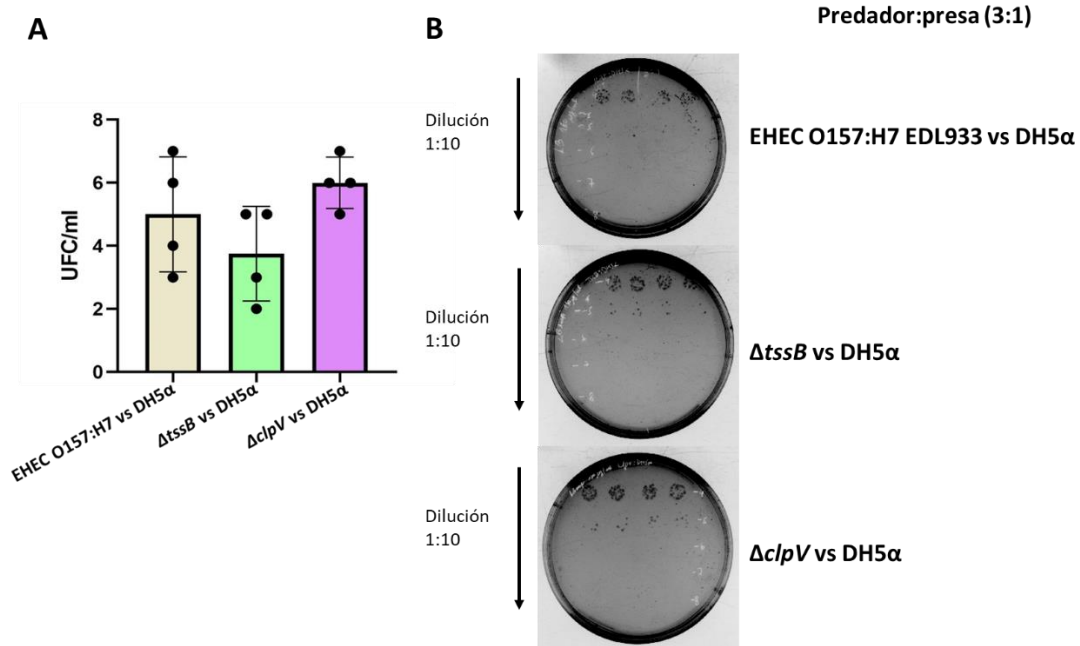 A
UFC/ml
8
6
4
2
0
EHEC O157:H7 vs DH5α
ΔtssB vs DH5α
ΔclpV vs DH5α
B
Predador:presa (3:1)
Dilución
1:10
EHEC O157:H7 EDL933 vs DH5α
Dilución
1:10
ΔtssB vs DH5α
Dilución
1:10
ΔclpV vs DH5α